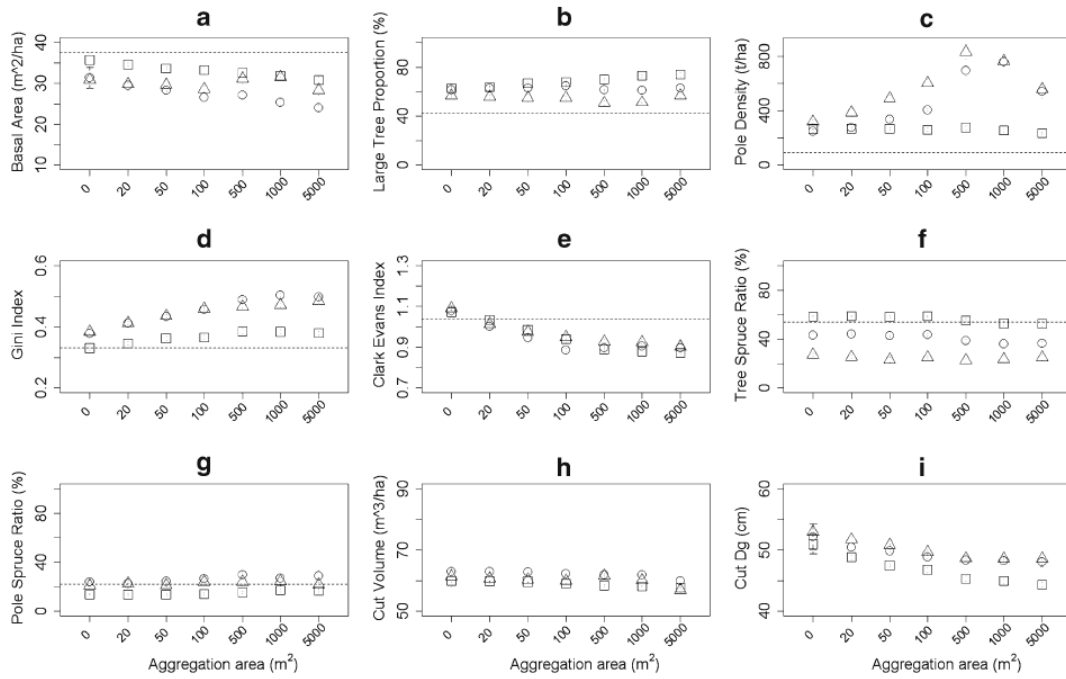 a
Basal Area (m^2/ha)
40
30
20
10
0 20 50 100 500 1000 5000
b
Large Tree Proportion (%)
80
40
0
0 20 50 100 500 1000 5000
c
Pole Density (t/ha)
800
400
0
0 20 50 100 500 1000 5000
d
Gini Index
0.6
0.4
0.2
0 20 50 100 500 1000 5000
e
Clark Evans Index
1.3
1.1
0.9
0.7
0 20 50 100 500 1000 5000
f
Tree Spruce Ratio (%)
80
40
0
0 20 50 100 500 1000 5000
g
Pole Spruce Ratio (%)
80
40
0
0 20 50 100 500 1000 5000
Aggregation area (m²)
h
Cut Volume (m^3/ha)
90
70
50
0 20 50 100 500 1000 5000
Aggregation area (m²)
i
Cut Dg (cm)
60
50
40
0 20 50 100 500 1000 5000
Aggregation area (m²)